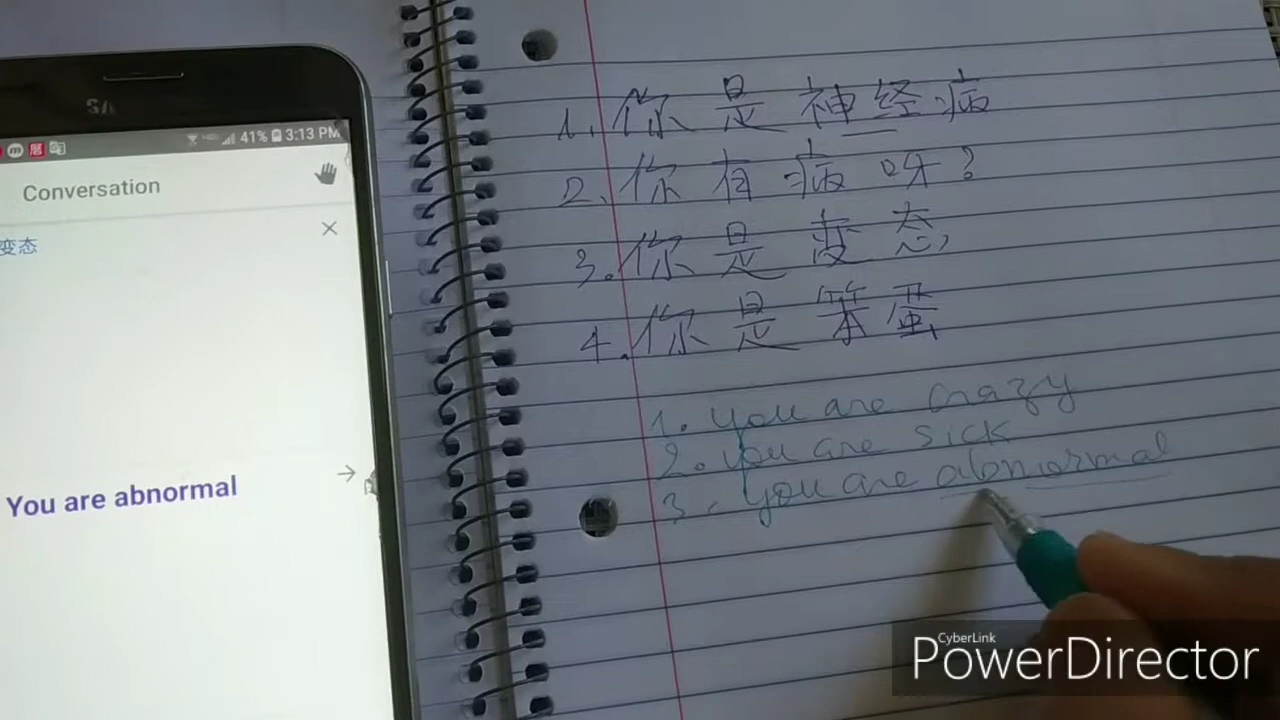 SA
41% 3:13 PM
Conversation
变态
You are abnormal
1. 你是神经病
2. 你有病呀?
3. 你是变态,
4. 你是笨蛋
1. you are crazy
2. you are sick
3. you are abnormal
CyberLink
PowerDirector